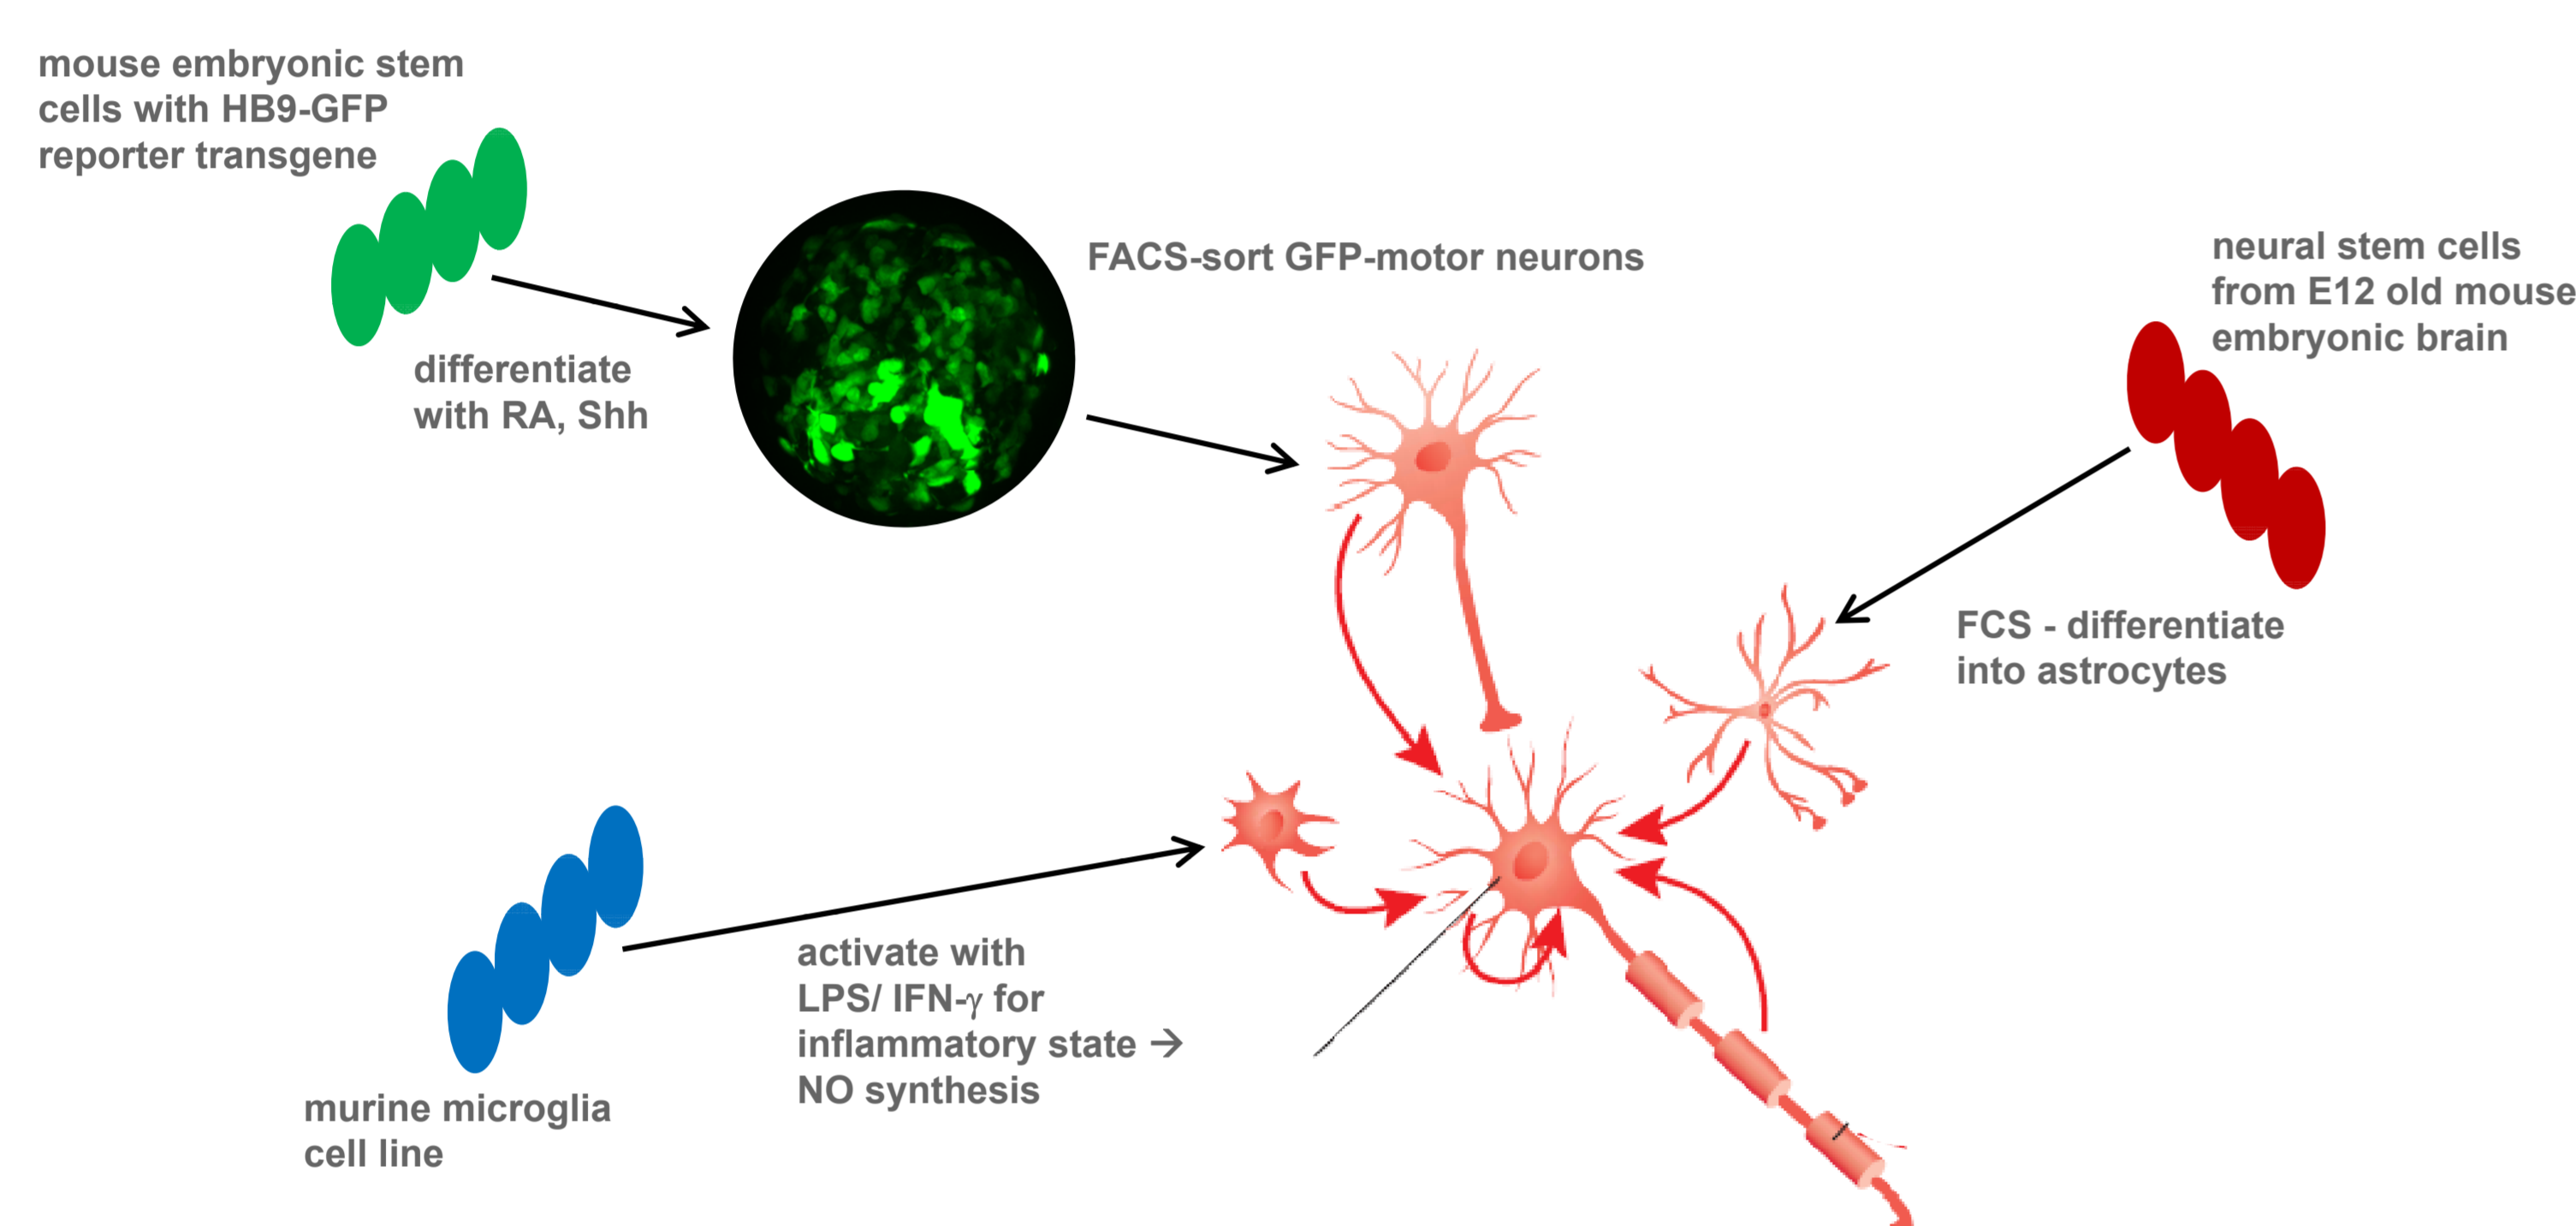 mouse embryonic stem
cells with HB9-GFP
reporter transgene
differentiate
with RA, Shh
FACS-sort GFP-motor neurons
neural stem cells
from E12 old mouse
embryonic brain
FCS - differentiate
into astrocytes
activate with
LPS/ IFN-γ for
inflammatory state →
NO synthesis
murine microglia
cell line